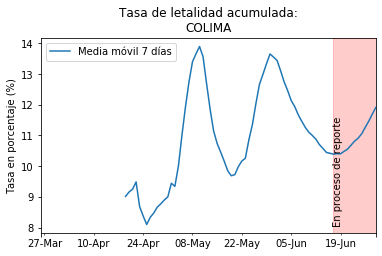 Tasa de letalidad acumulada:
COLIMA
Media móvil 7 días
Tasa en porcentaje (%)
14
13
12
11
10
9
8
En proceso de reporte
27-Mar
10-Apr
24-Apr
08-May
22-May
05-Jun
19-Jun